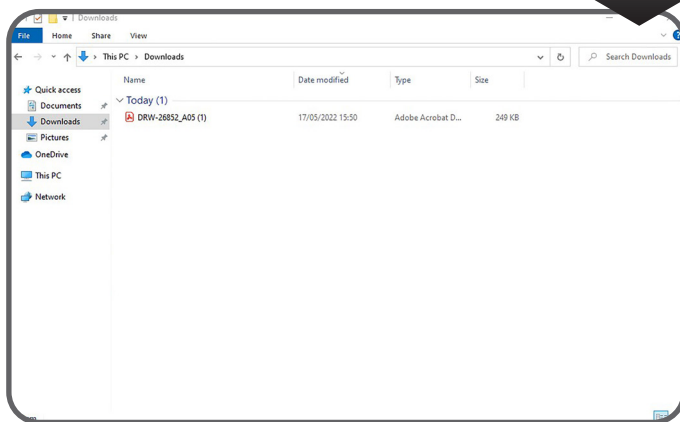 Downloads
File Home Share View
This PC > Downloads Search Downloads
Name Date modified Type Size
Quick access
Today (1)
Documents
DRW-26852_A05 (1) 17/05/2022 15:50 Adobe Acrobat D... 249 KB
Downloads
Pictures
OneDrive
This PC
Network